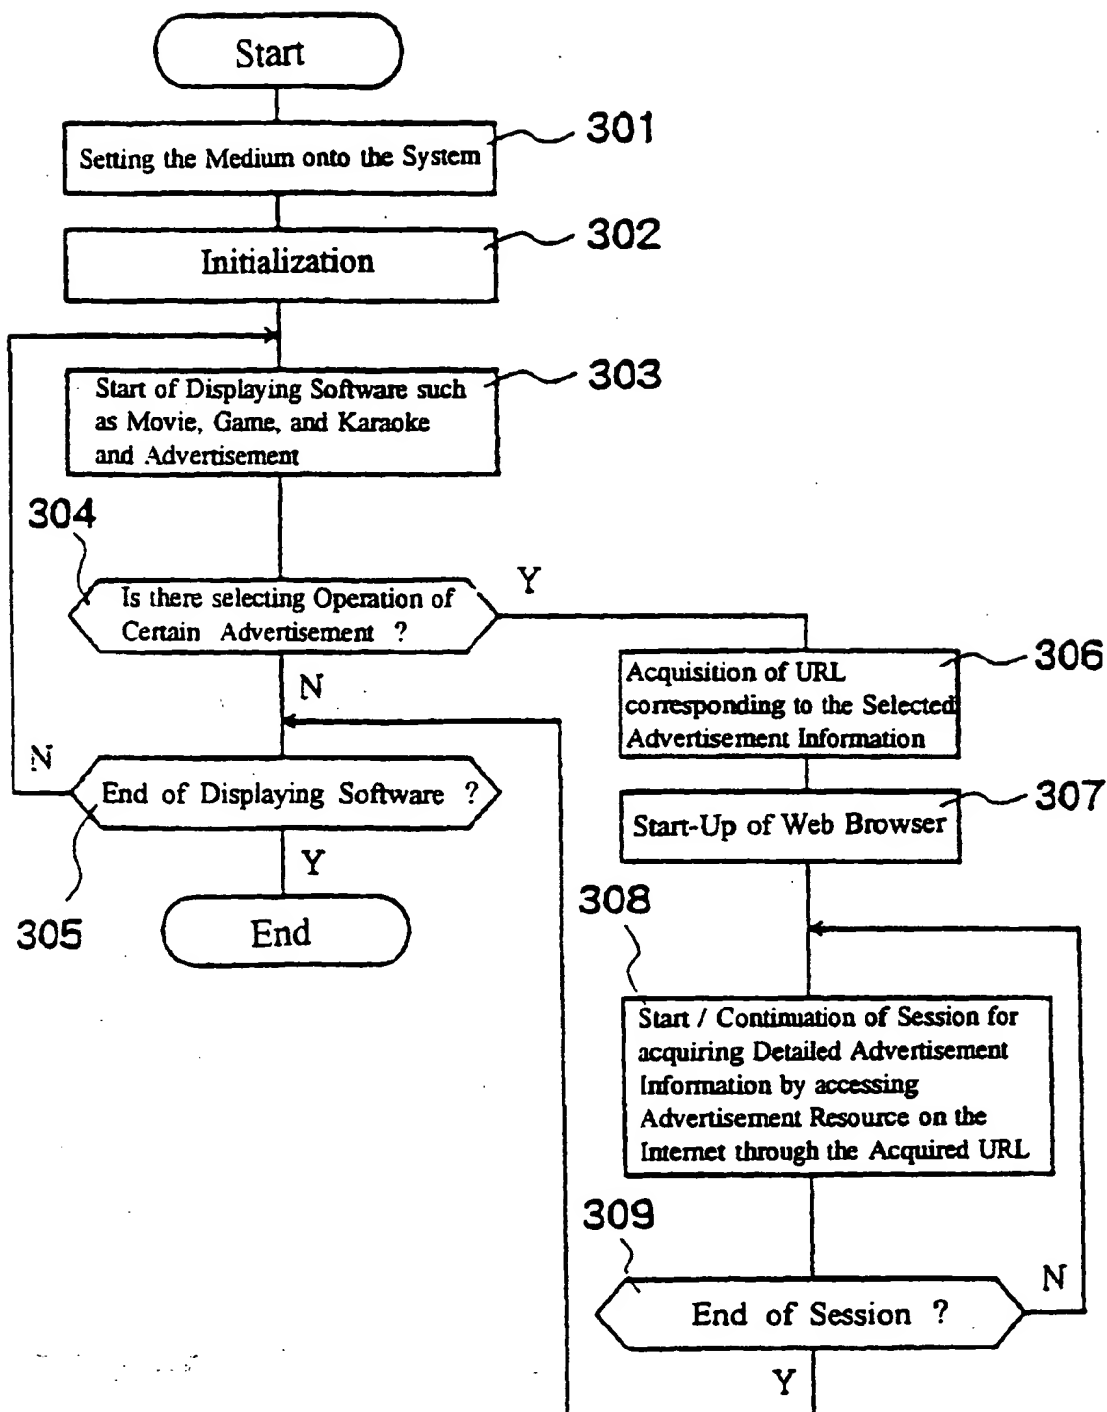 Start
301
Setting the Medium onto the System
302
Initialization
303
Start of Displaying Software such
as Movie, Game, and Karaoke
and Advertisement
304
Is there selecting Operation of
Certain Advertisement ?
Y
N
N
End of Displaying Software ?
305
Y
End
306
Acquisition of URL
corresponding to the Selected
Advertisement Information
307
Start-Up of Web Browser
308
Start / Continuation of Session for
acquiring Detailed Advertisement
Information by accessing
Advertisement Resource on the
Internet through the Acquired URL
309
End of Session ?
N
Y